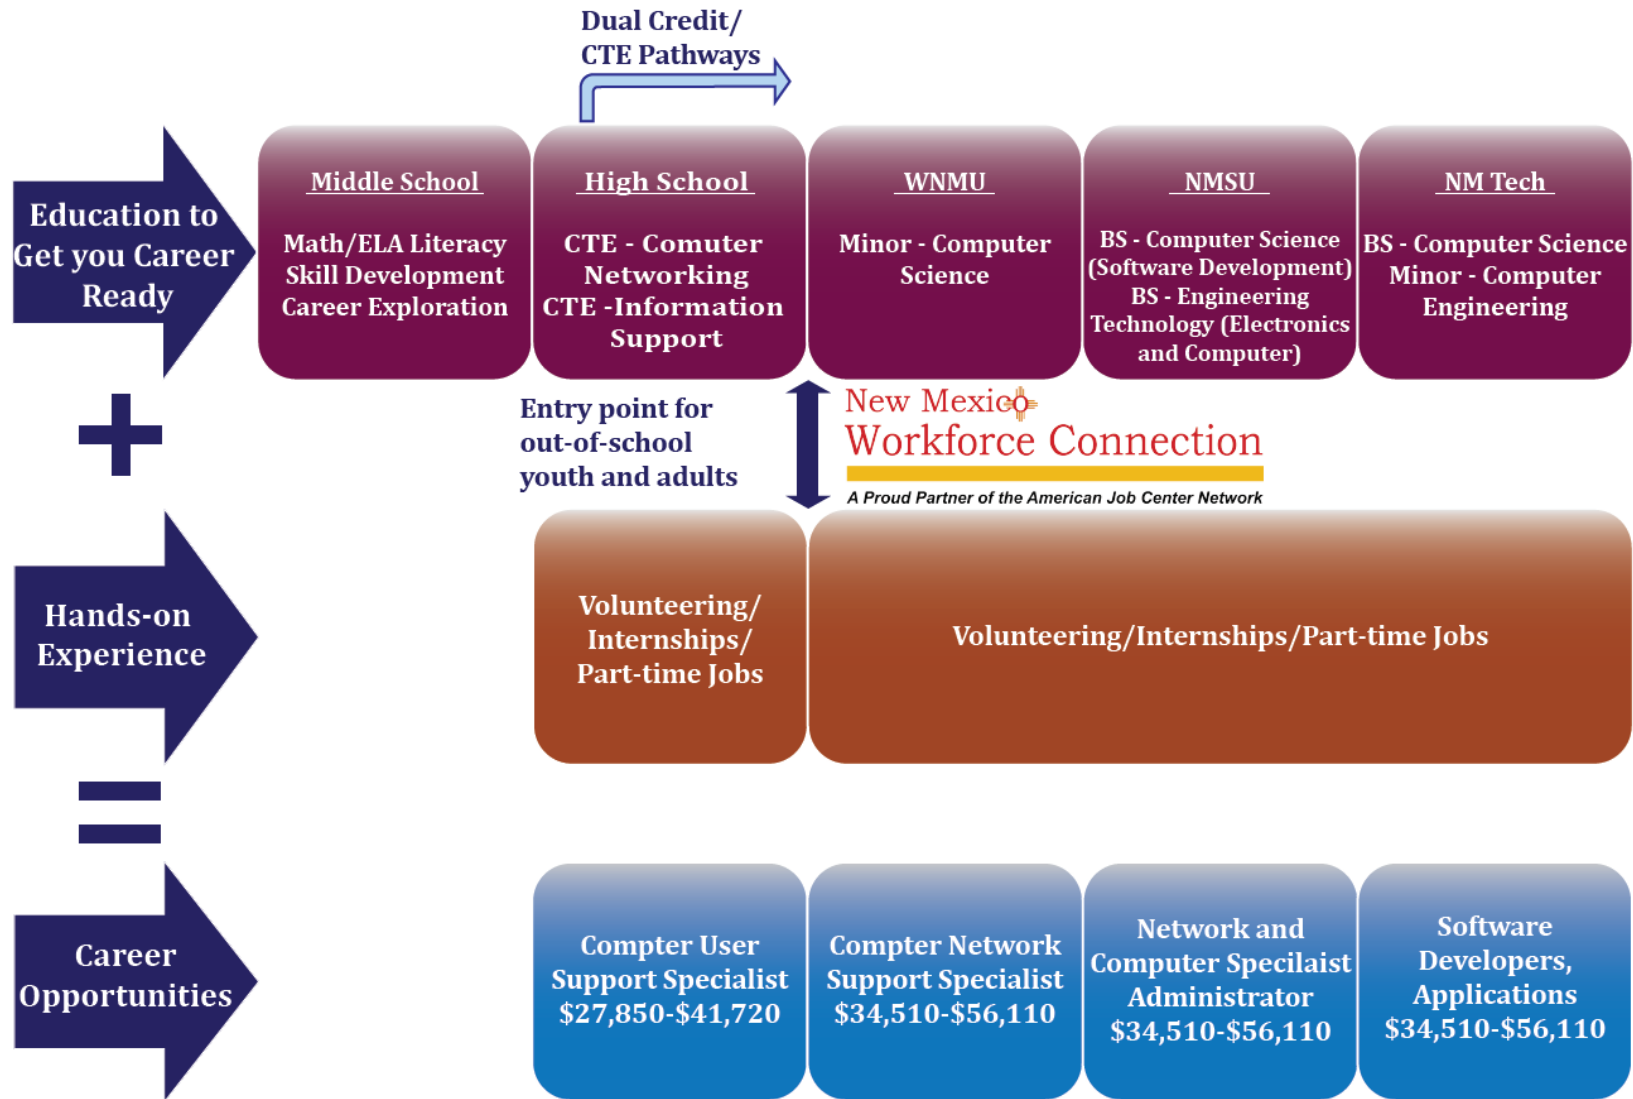 Dual Credit/
CTE Pathways
Education to
Get you Career
Ready
Middle School
Math/ELA Literacy
Skill Development
Career Exploration
High School
CTE - Comuter
Networking
CTE -Information
Support
WNMU
Minor - Computer
Science
NMSU
BS - Computer Science
(Software Development)
BS - Engineering
Technology (Electronics
and Computer)
NM Tech
BS - Computer Science
Minor - Computer
Engineering
+
Entry point for
out-of-school
youth and adults
New Mexico
Workforce Connection
A Proud Partner of the American Job Center Network
Hands-on
Experience
Volunteering/
Internships/
Part-time Jobs
Volunteering/Internships/Part-time Jobs
=
Career
Opportunities
Compter User
Support Specialist
$27,850-$41,720
Compter Network
Support Specialist
$34,510-$56,110
Network and
Computer Specilaist
Administrator
$34,510-$56,110
Software
Developers,
Applications
$34,510-$56,110